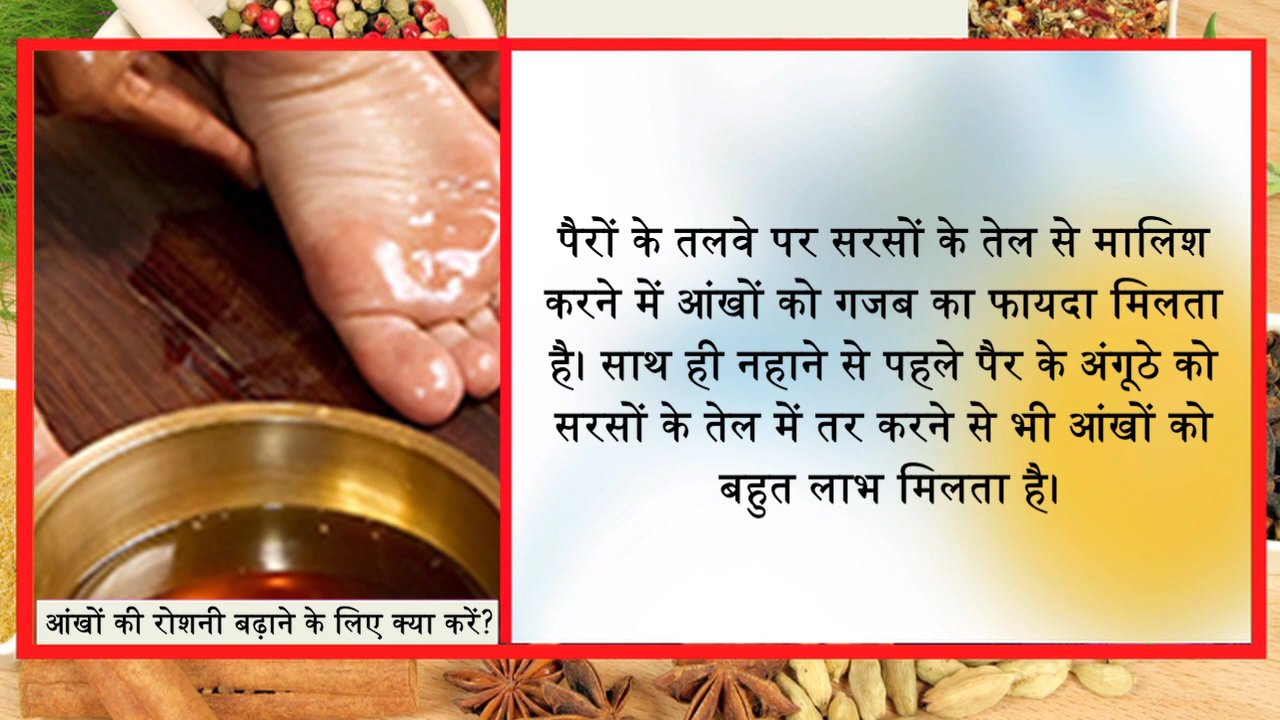 पैरों के तलवे पर सरसों के तेल से मालिश
करने में आंखों को गजब का फायदा मिलता
है। साथ ही नहाने से पहले पैर के अंगूठे को
सरसों के तेल में तर करने से भी आंखों को
बहुत लाभ मिलता है।
आंखों की रोशनी बढ़ाने के लिए क्या करें?